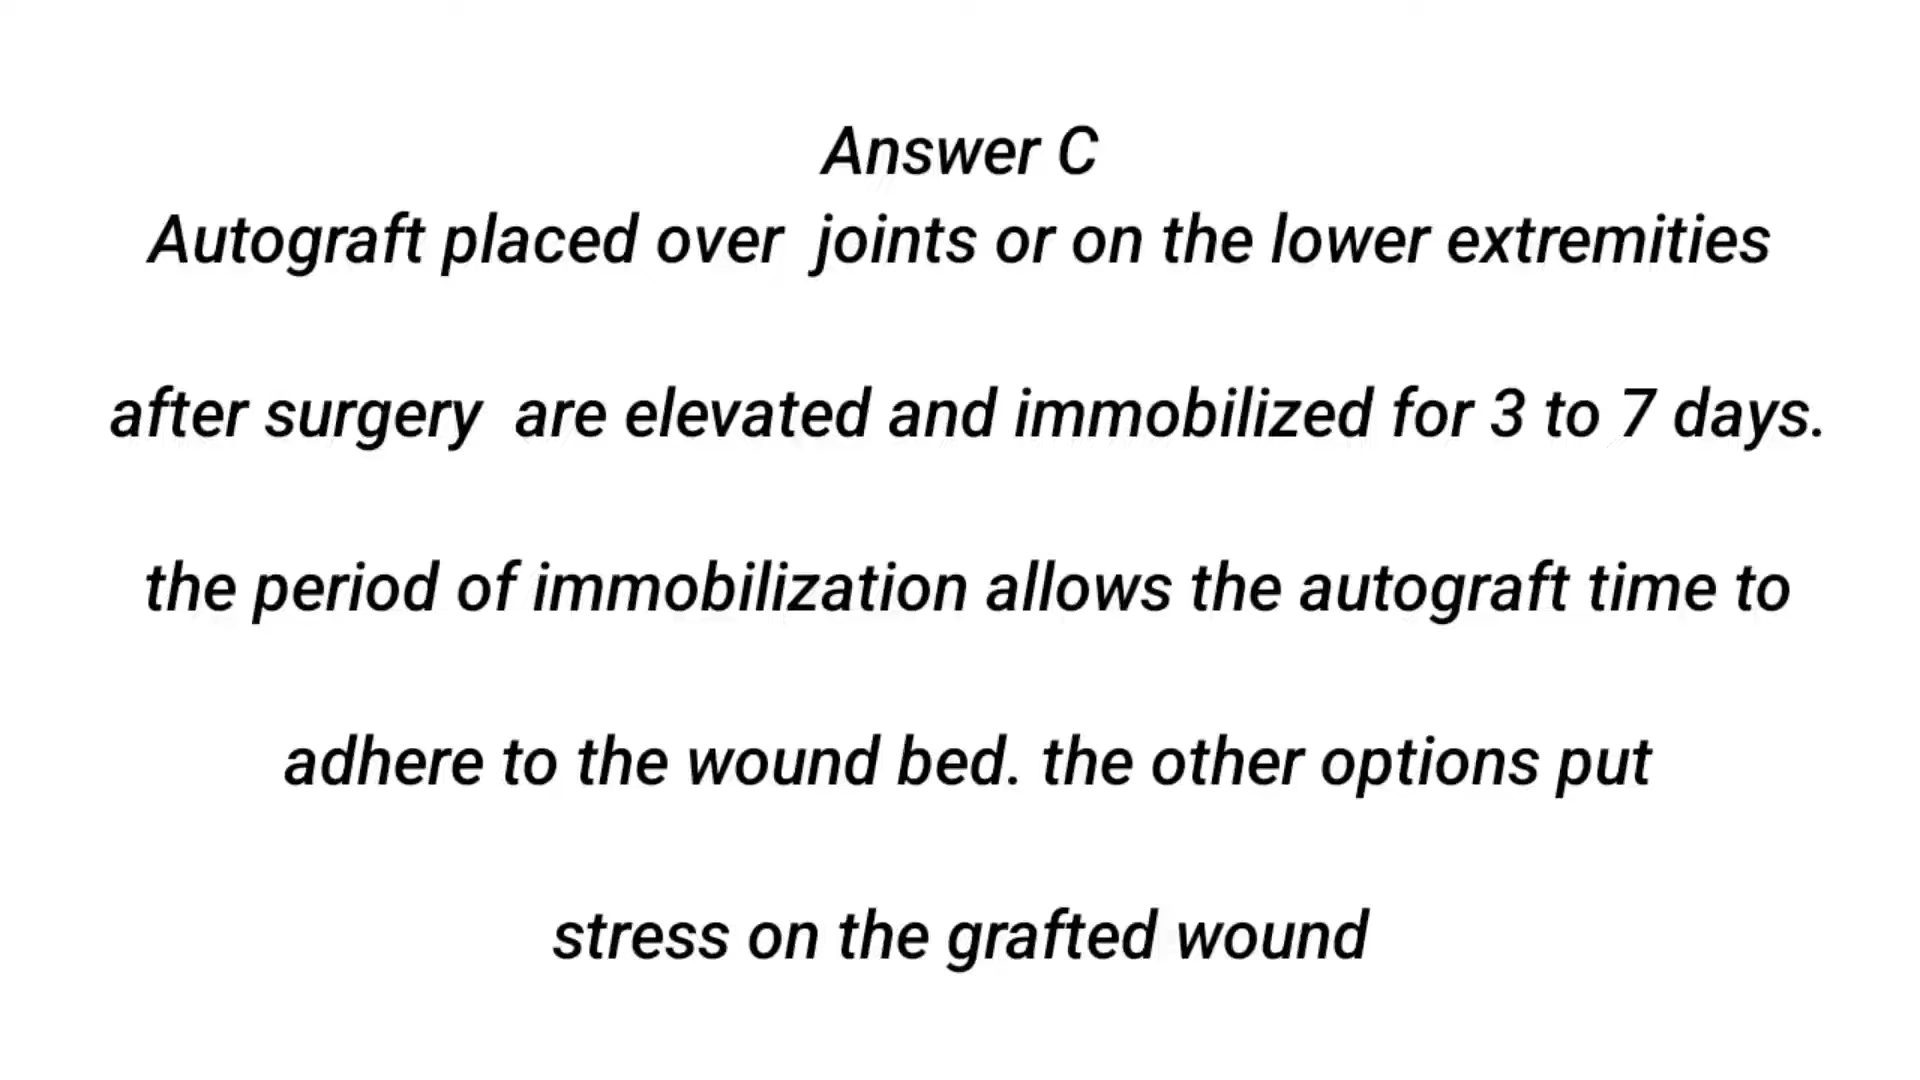 Answer C
Autograft placed over joints or on the lower extremities
after surgery are elevated and immobilized for 3 to 7 days.
the period of immobilization allows the autograft time to
adhere to the wound bed. the other options put
stress on the grafted wound